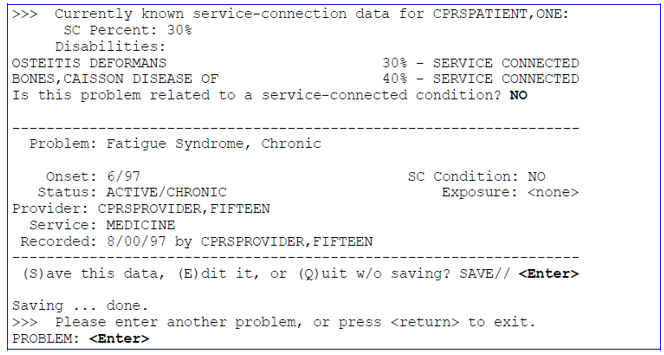 >>>  Currently known service-connection data for CPRSPATIENT,ONE:
      SC Percent: 30%
     Disabilities:
OSTEITIS DEFORMANS                         30% - SERVICE CONNECTED
BONES,CAISSON DISEASE OF                   40% - SERVICE CONNECTED
Is this problem related to a service-connected condition? NO
-------------------------------------------------------------------
  Problem: Fatigue Syndrome, Chronic
    Onset: 6/97                               SC Condition: NO
   Status: ACTIVE/CHRONIC                         Exposure: <none>
Provider: CPRSPROVIDER,FIFTEEN
  Service: MEDICINE
 Recorded: 8/00/97 by CPRSPROVIDER,FIFTEEN
-------------------------------------------------------------------
 (S)ave this data, (E)dit it, or (Q)uit w/o saving? SAVE// <Enter>
Saving ... done.
>>>  Please enter another problem, or press <return> to exit.
PROBLEM: <Enter>